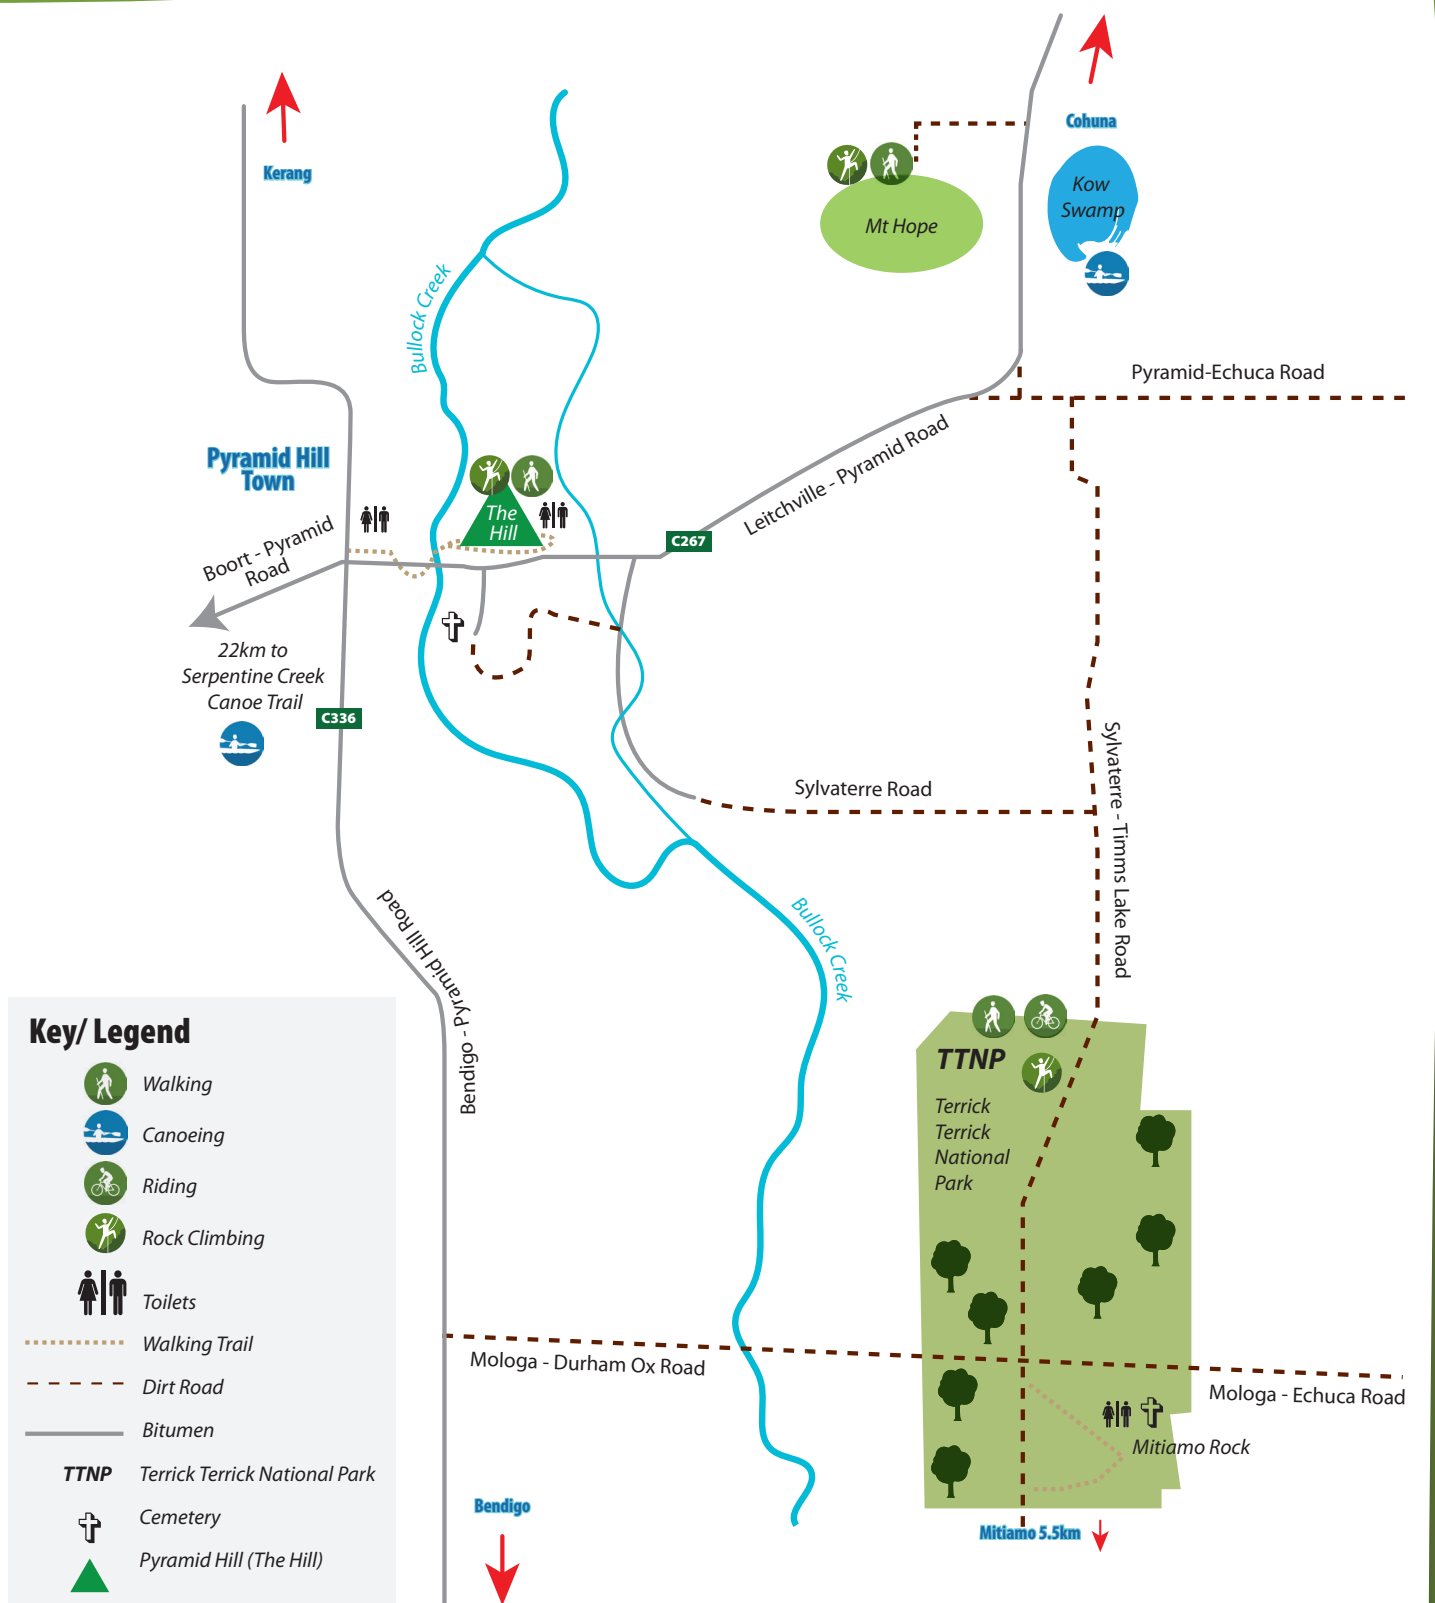 Kerang
Cohuna
Kow
Swamp
Mt Hope
Bullock Creek
Pyramid-Echuca Road
Pyramid Hill
Town
The
Hill
Leitchville - Pyramid Road
C267
Boort - Pyramid
Road
22km to
Serpentine Creek
Canoe Trail
C336
Sylvaterre Road
Sylvaterre - Timms Lake Road
Bendigo - Pyramid Hill Road
Bullock Creek
TTNP
Terrick
Terrick
National
Park
Mologa - Durham Ox Road
Mologa - Echuca Road
Mitiamo Rock
Bendigo
Mitiamo 5.5km
Key/ Legend
Walking
Canoeing
Riding
Rock Climbing
Toilets
Walking Trail
Dirt Road
Bitumen
TTNP Terrick Terrick National Park
Cemetery
Pyramid Hill (The Hill)